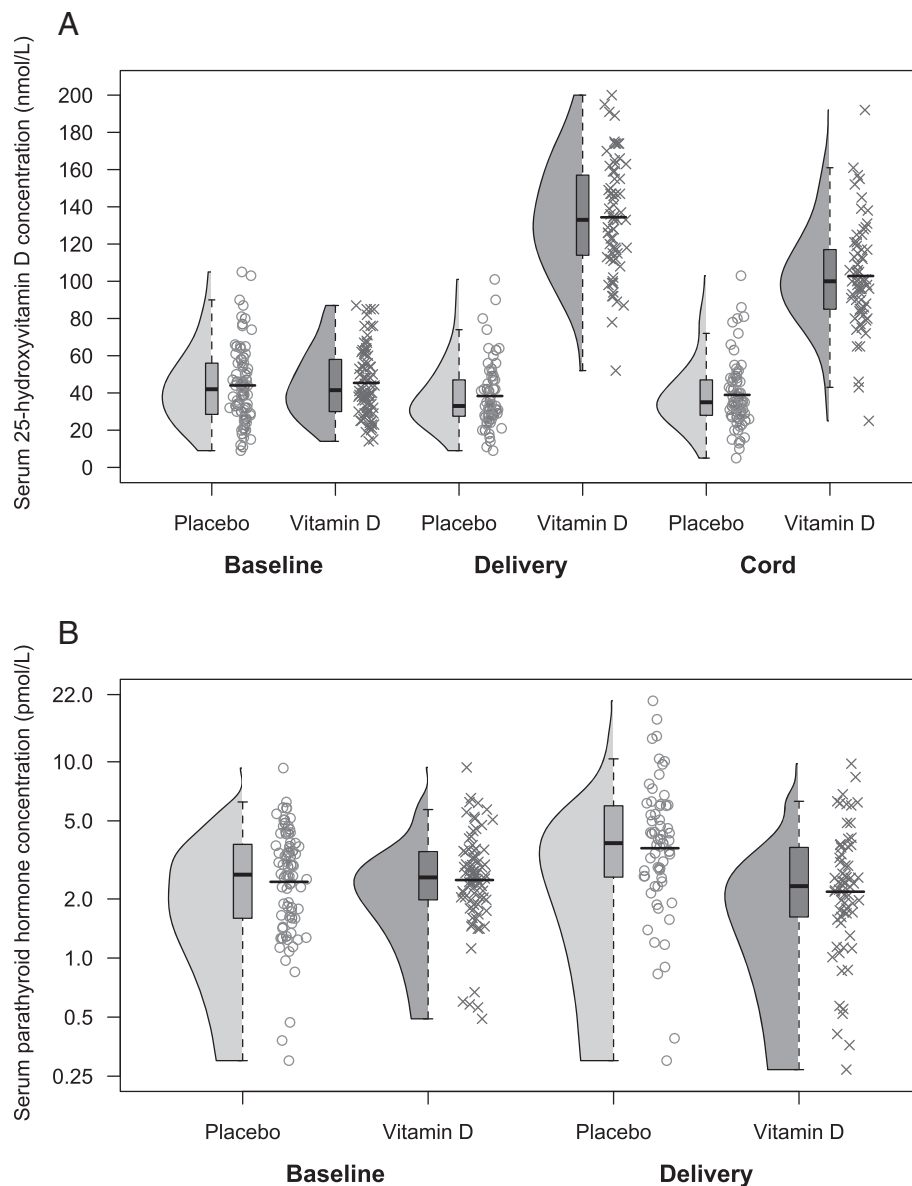 A
Serum 25-hydroxyvitamin D concentration (nmol/L)
200
180
160
140
120
100
80
60
40
20
0
Placebo Vitamin D Placebo Vitamin D Placebo Vitamin D
Baseline Delivery Cord
B
Serum parathyroid hormone concentration (pmol/L)
22.0
10.0
5.0
2.0
1.0
0.5
0.25
Placebo Vitamin D Placebo Vitamin D
Baseline Delivery